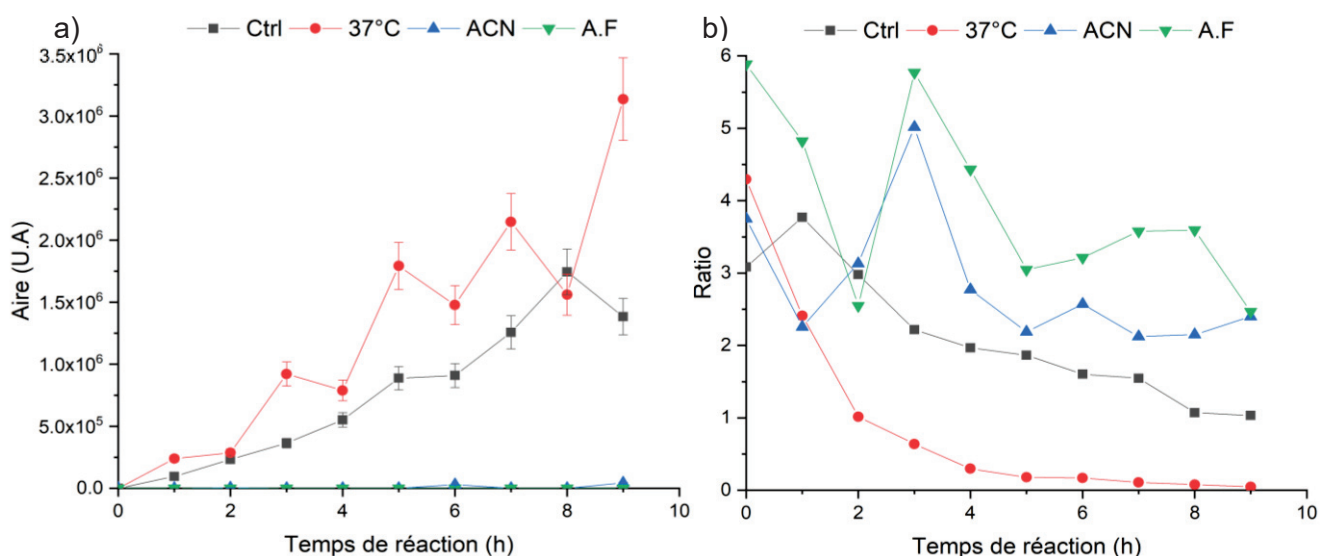 a)
Ctrl 37°C ACN A.F
3.5x10⁶
3.0x10⁶
2.5x10⁶
2.0x10⁶
1.5x10⁶
1.0x10⁶
5.0x10⁵
0.0
Aire (U.A)
0 2 4 6 8 10
Temps de réaction (h)
b)
Ctrl 37°C ACN A.F
6
5
4
3
2
1
0
Ratio
0 2 4 6 8 10
Temps de réaction (h)